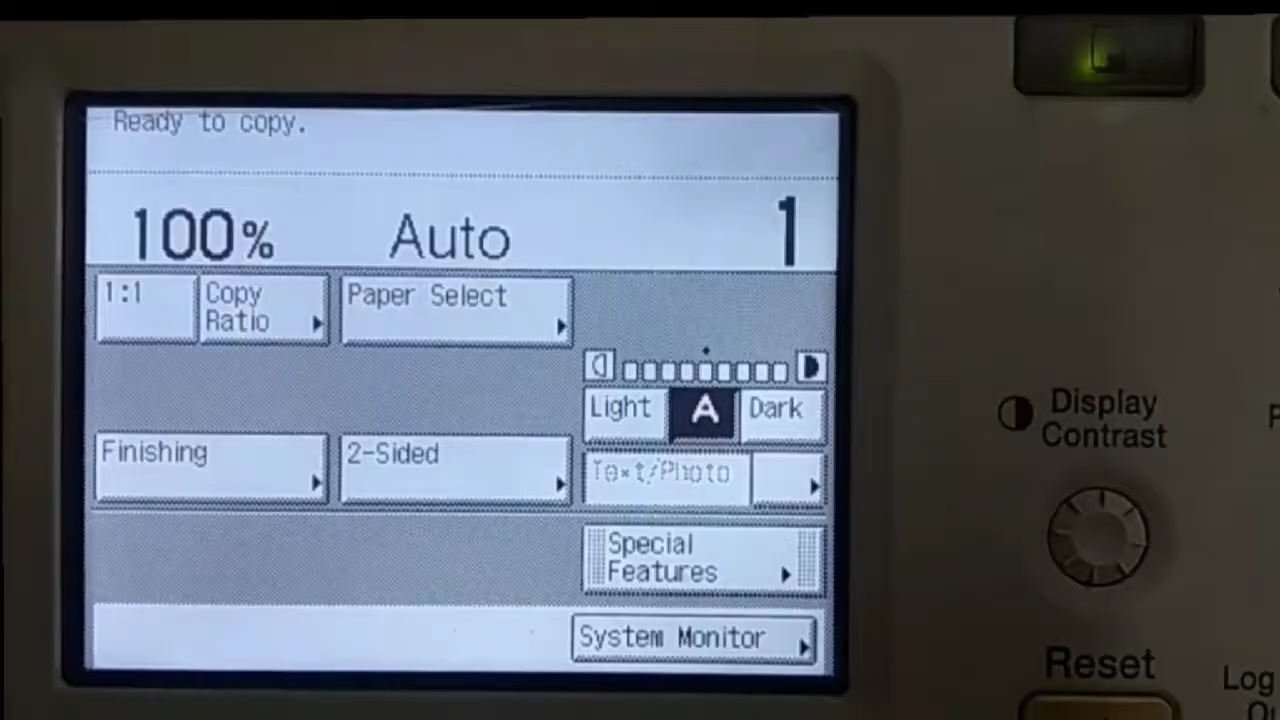 Ready to copy.
100% Auto 1
1:1
Copy
Ratio
Paper Select
Light A Dark
Finishing
2-Sided
Text/Photo
Special
Features
System Monitor
Display
Contrast
Reset
Log